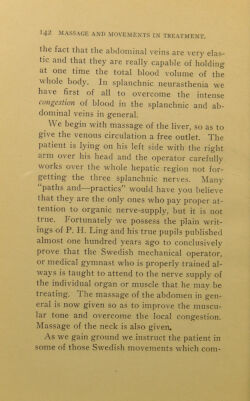 142 MASSAGE AND MOVEMENTS IN TREATMENT.
the fact that the abdominal veins are very elas-
tic and that they are really capable of holding
at one time the total blood volume of the
whole body. In splanchnic neurasthenia we
have first of all to overcome the intense
congestion of blood in the splanchnic and ab-
dominal veins in general.
We begin with massage of the liver, so as to
give the venous circulation a free outlet. The
patient is lying on his left side with the right
arm over his head and the operator carefully
works over the whole hepatic region not for-
getting the three splanchnic nerves. Many
"paths and—practics" would have you believe
that they are the only ones who pay proper at-
tention to organic nerve-supply, but it is not
true. Fortunately we possess the plain writ-
ings of P. H. Ling and his true pupils published
almost one hundred years ago to conclusively
prove that the Swedish mechanical operator,
or medical gymnast who is properly trained al-
ways is taught to attend to the nerve supply of
the individual organ or muscle that he may be
treating. The massage of the abdomen in gen-
eral is now given so as to improve the muscu-
lar tone and overcome the local congestion.
Massage of the neck is also given.
As we gain ground we instruct the patient in
some of those Swedish movements which com-